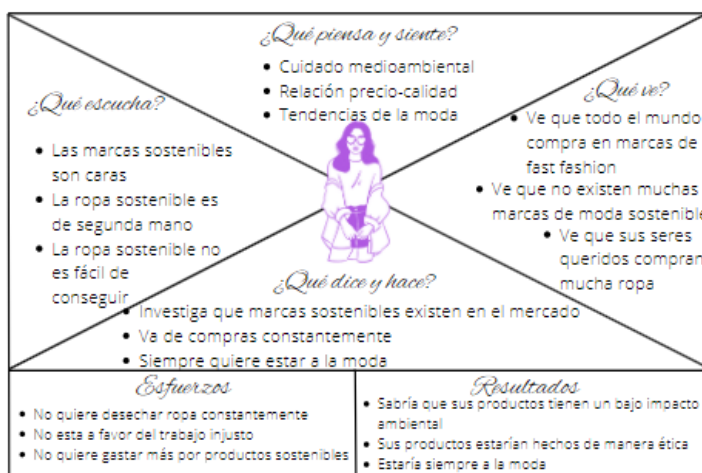 ¿Qué piensa y siente?
• Cuidado medioambiental
• Relación precio-calidad
• Tendencias de la moda
¿Qué escucha?
• Las marcas sostenibles
son caras
• La ropa sostenible es
de segunda mano
• La ropa sostenible no
es fácil de
conseguir
¿Qué ve?
• Ve que todo el mundo
compra en marcas de
fast fashion
• Ve que no existen muchas
marcas de moda sostenible
• Ve que sus seres
queridos compran
mucha ropa
¿Qué dice y hace?
• Investiga que marcas sostenibles existen en el mercado
• Va de compras constantemente
• Siempre quiere estar a la moda
Esfuerzos
• No quiere desechar ropa constantemente
• No esta a favor del trabajo injusto
• No quiere gastar más por productos sostenibles
Resultados
• Sabría que sus productos tienen un bajo impacto
ambiental
• Sus productos estarían hechos de manera ética
• Estaría siempre a la moda